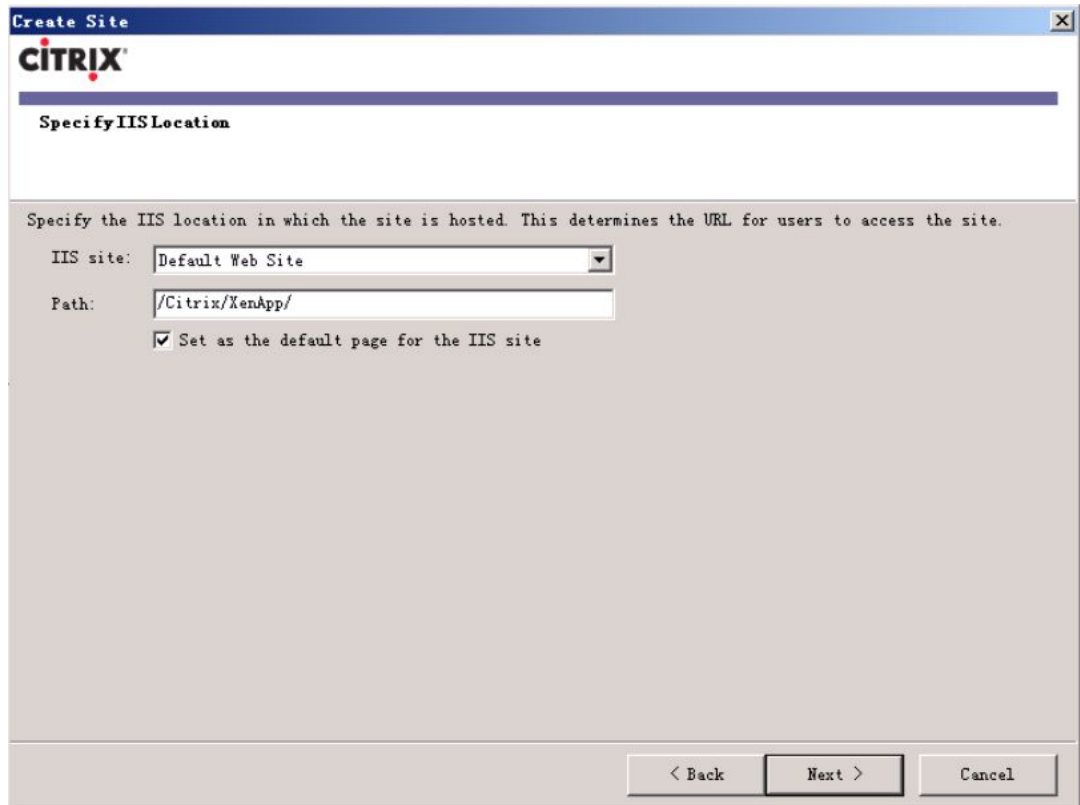 Create Site
CITRIX
Specify IIS Location
Specify the IIS location in which the site is hosted. This determines the URL for users to access the site.
IIS site: Default Web Site
Path: /Citrix/XenApp/
Set as the default page for the IIS site
< Back Next > Cancel